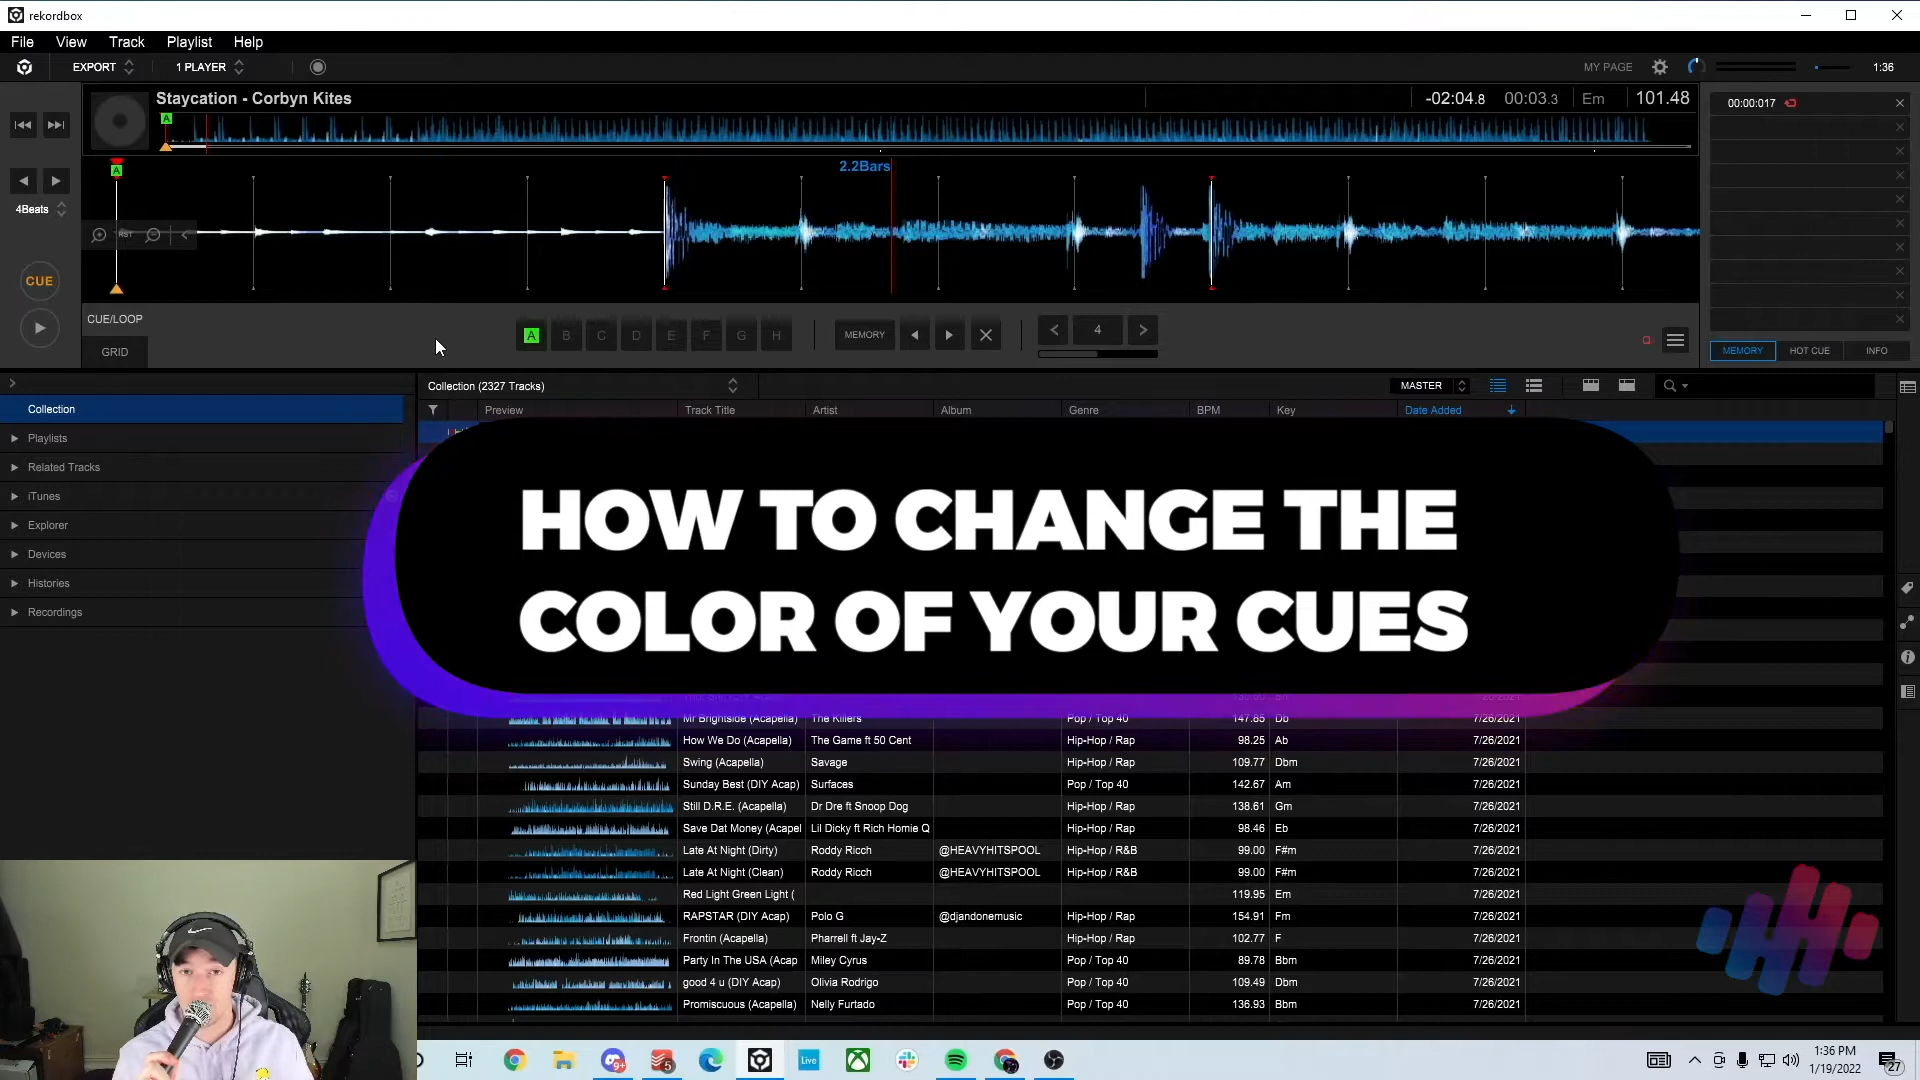 rekordbox
File View Track Playlist Help
EXPORT 1 PLAYER MY PAGE 1:36
Staycation - Corbyn Kites -02:04.8 00:03.3 Em 101.48
A
00:00:017
2.2Bars
A
4Beats
RST
CUE
CUE/LOOP
A B C D E F G H MEMORY 4
GRID
MEMORY HOT CUE INFO
Collection (2327 Tracks) MASTER
Collection
Preview Track Title Artist Album Genre BPM Key Date Added
Playlists
Related Tracks
iTunes
Explorer
Devices
Histories
Recordings
HOW TO CHANGE THE
COLOR OF YOUR CUES
Mr Brightside (Acapella) The Killers Pop / Top 40 147.85 Db 7/26/2021
How We Do (Acapella) The Game ft 50 Cent Hip-Hop / Rap 98.25 Ab 7/26/2021
Swing (Acapella) Savage Hip-Hop / Rap 109.77 Dbm 7/26/2021
Sunday Best (DIY Acap) Surfaces Pop / Top 40 142.67 Am 7/26/2021
Still D.R.E. (Acapella) Dr Dre ft Snoop Dog Hip-Hop / Rap 138.61 Gm 7/26/2021
Save Dat Money (Acapel Lil Dicky ft Rich Homie Q Hip-Hop / Rap 98.46 Eb 7/26/2021
Late At Night (Dirty) Roddy Ricch @HEAVYHITSPOOL Hip-Hop / R&B 99.00 F#m 7/26/2021
Late At Night (Clean) Roddy Ricch @HEAVYHITSPOOL Hip-Hop / R&B 99.00 F#m 7/26/2021
Red Light Green Light ( 119.95 Em 7/26/2021
RAPSTAR (DIY Acap) Polo G @djandonemusic Hip-Hop / Rap 154.91 Fm 7/26/2021
Frontin (Acapella) Pharrell ft Jay-Z Hip-Hop / Rap 102.77 F 7/26/2021
Party In The USA (Acap Miley Cyrus Pop / Top 40 89.78 Bbm 7/26/2021
good 4 u (DIY Acap) Olivia Rodrigo Pop / Top 40 109.49 Dbm 7/26/2021
Promiscuous (Acapella) Nelly Furtado Pop / Top 40 136.93 Bbm 7/26/2021
9+ 5 Live 1:36 PM
1/19/2022 27